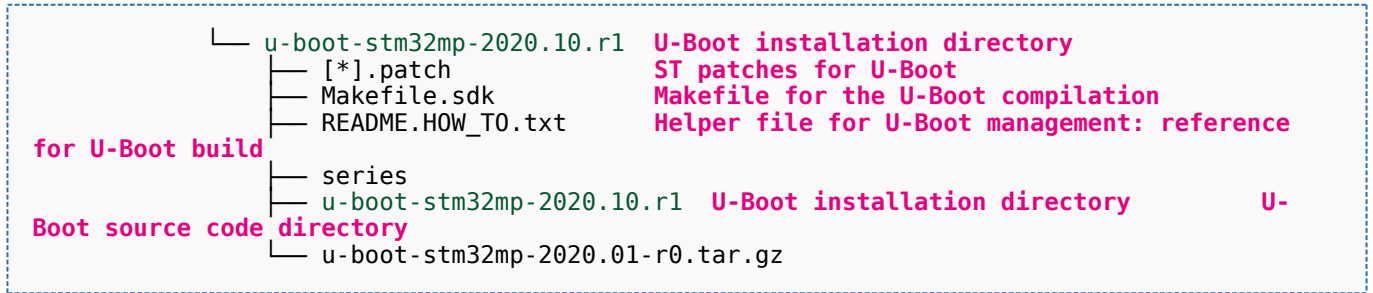 └── u-boot-stm32mp-2020.10.r1  U-Boot installation directory
├── [*].patch  ST patches for U-Boot
├── Makefile.sdk  Makefile for the U-Boot compilation
├── README.HOW_TO.txt  Helper file for U-Boot management: reference
for U-Boot build
├── series
├── u-boot-stm32mp-2020.10.r1  U-Boot installation directory  U-
Boot source code directory
└── u-boot-stm32mp-2020.01-r0.tar.gz